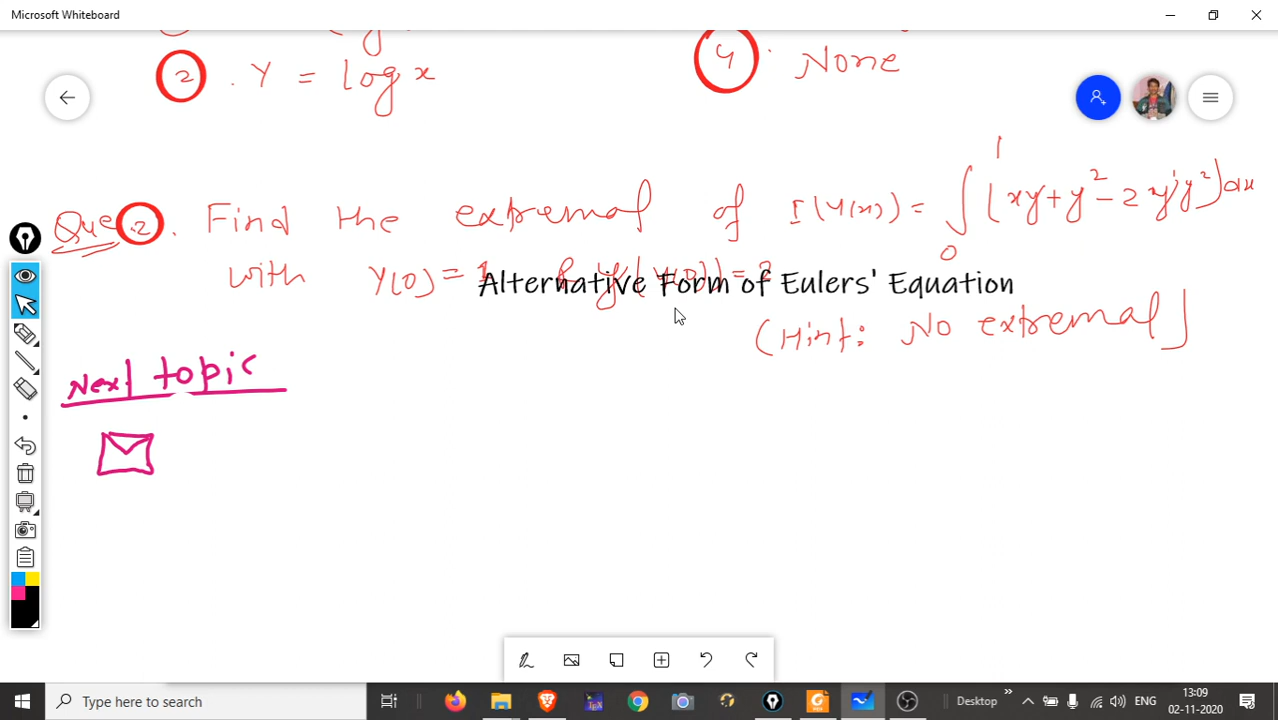 Microsoft Whiteboard
2 . Y = log x
4 . None
Que 2. Find the extremal of I(Y(x)) = ∫₀¹ (xy + y² - 2y²y')dx
with Y(0) = 1 & = 2
Alternative Form of Eulers' Equation
(Hint: No extremal]
Next topic
Type here to search
Desktop
ENG
13:09
02-11-2020